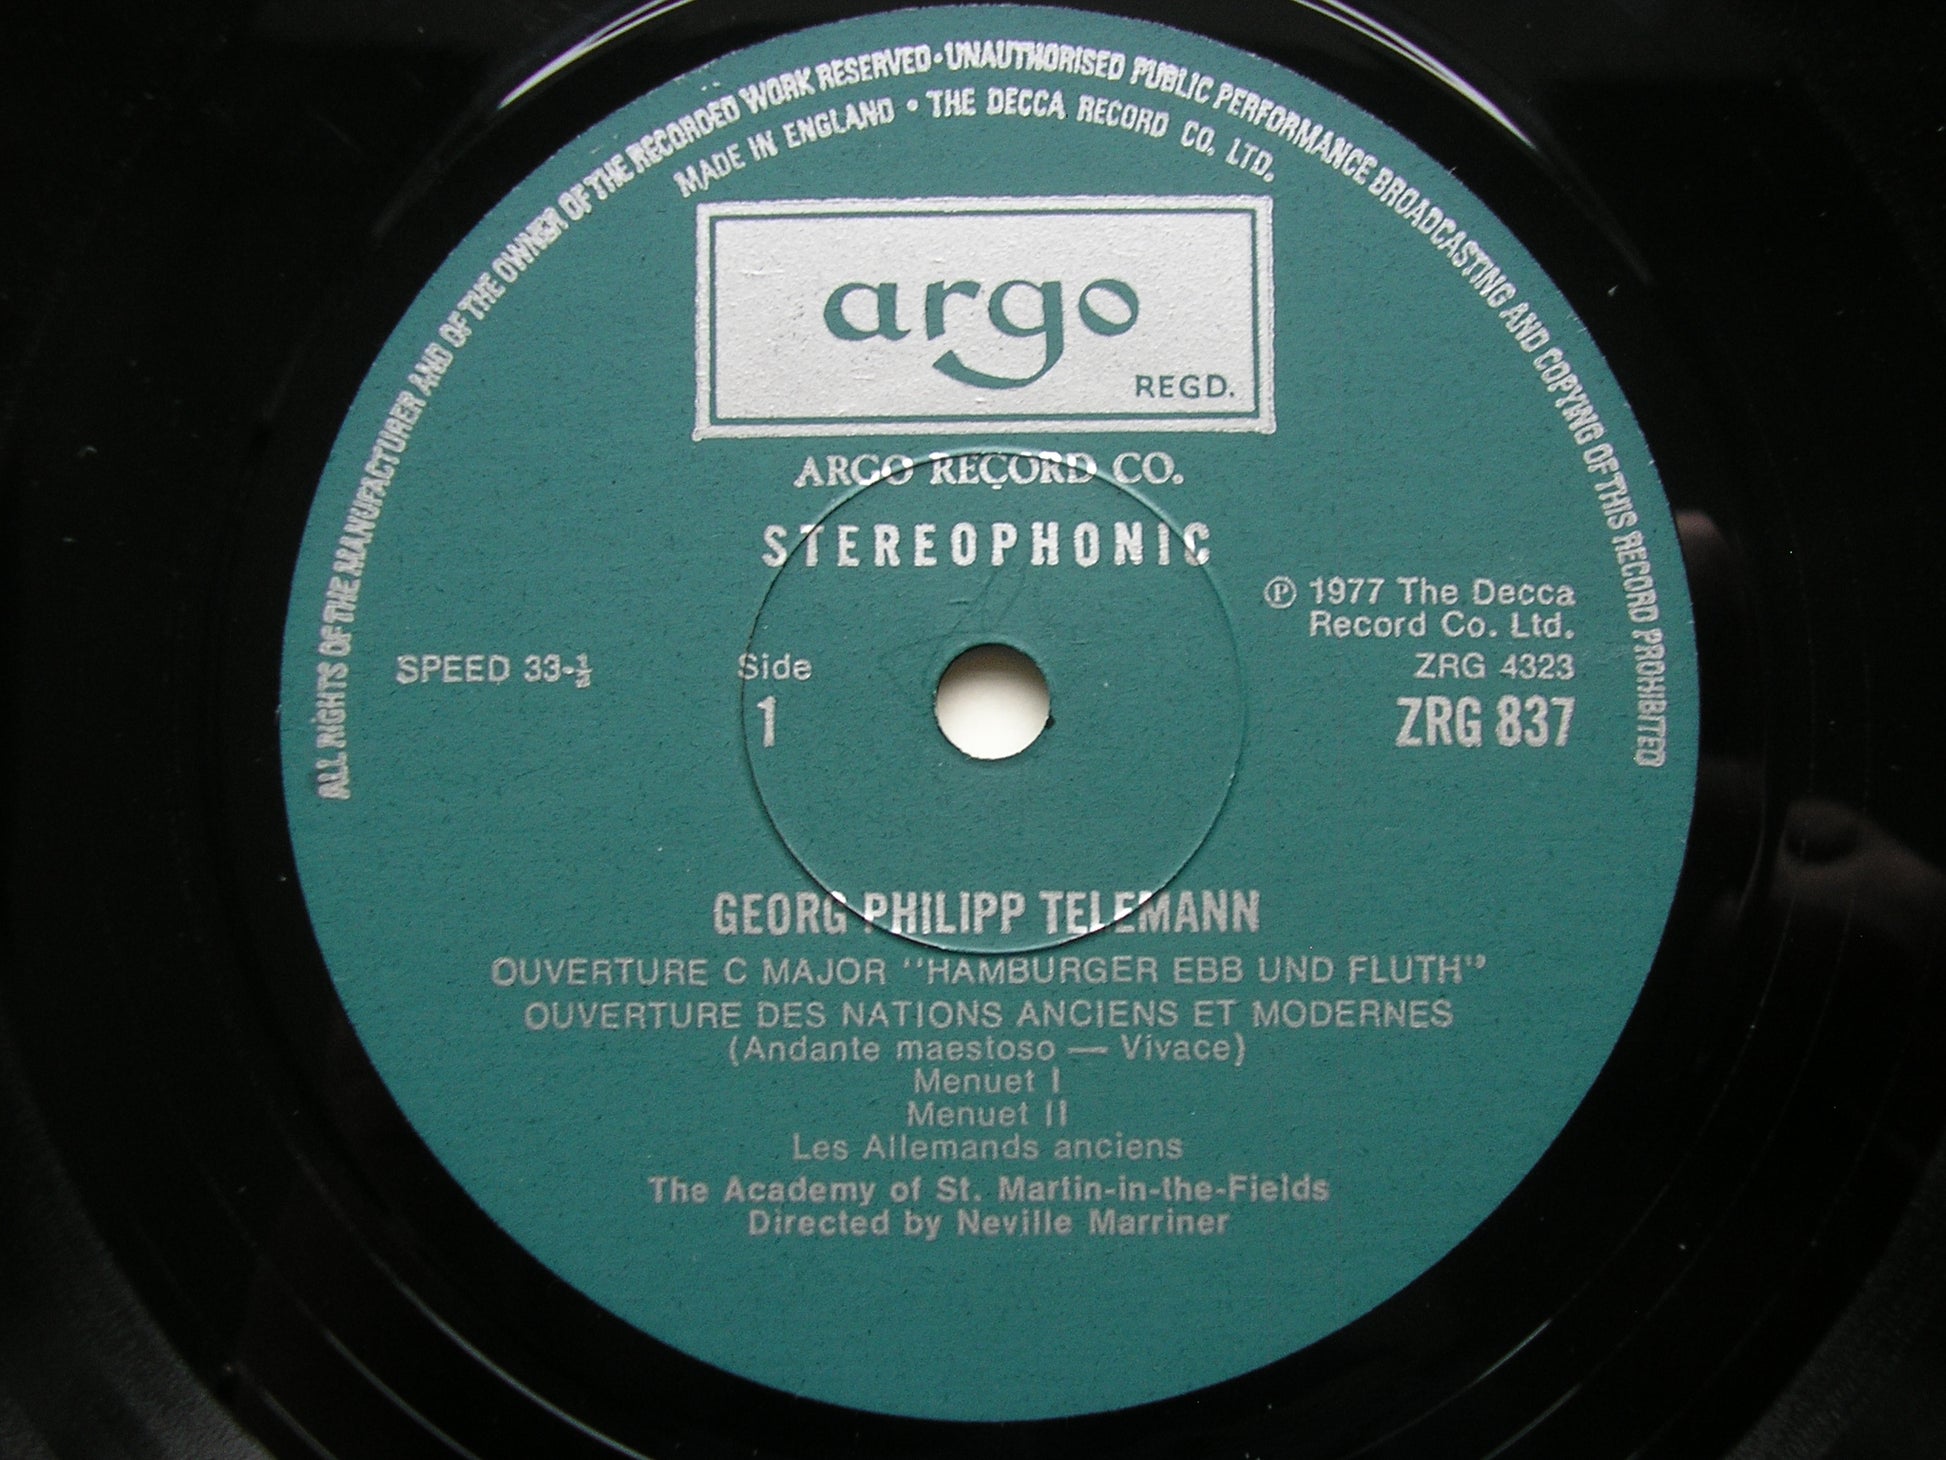 ALL RIGHTS OF THE MANUFACTURER AND OF THE OWNER OF THE RECORDED WORK RESERVED · UNAUTHORISED PUBLIC PERFORMANCE BROADCASTING AND COPYING OF THIS RECORD PROHIBITED
MADE IN ENGLAND · THE DECCA RECORD CO. LTD.
argo
REGD.
ARGO RECORD CO.
STEREOPHONIC
Ⓟ 1977 The Decca
Record Co. Ltd.
SPEED 33-⅓
Side
ZRG 4323
1
ZRG 837
GEORG PHILIPP TELEMANN
OUVERTURE C MAJOR "HAMBURGER EBB UND FLUTH"
OUVERTURE DES NATIONS ANCIENS ET MODERNES
(Andante maestoso — Vivace)
Menuet I
Menuet II
Les Allemands anciens
The Academy of St. Martin-in-the-Fields
Directed by Neville Marriner